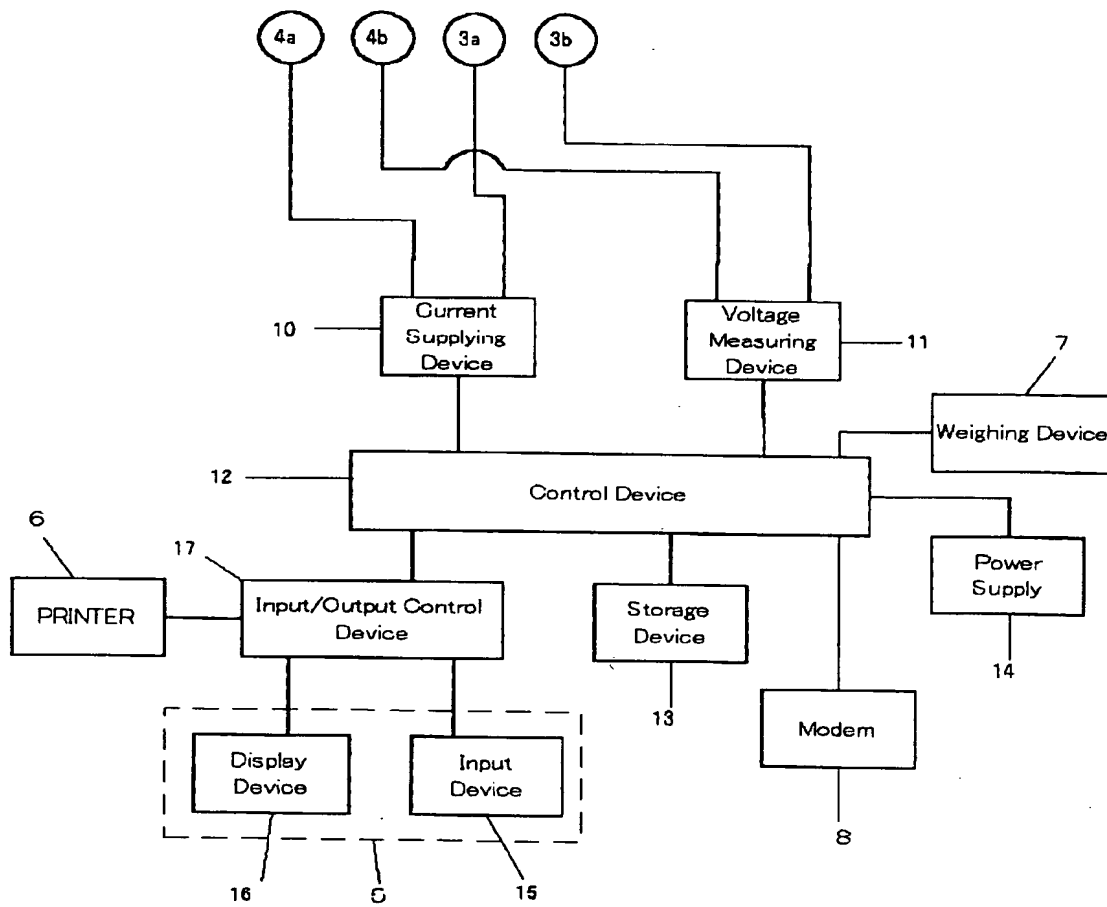 4a
4b
3a
3b
Current
Supplying
Device
10
Voltage
Measuring
Device
11
7
Weighing Device
12
Control Device
6
17
PRINTER
Input/Output Control
Device
Storage
Device
Power
Supply
14
13
Modem
Display
Device
Input
Device
8
16
5
15